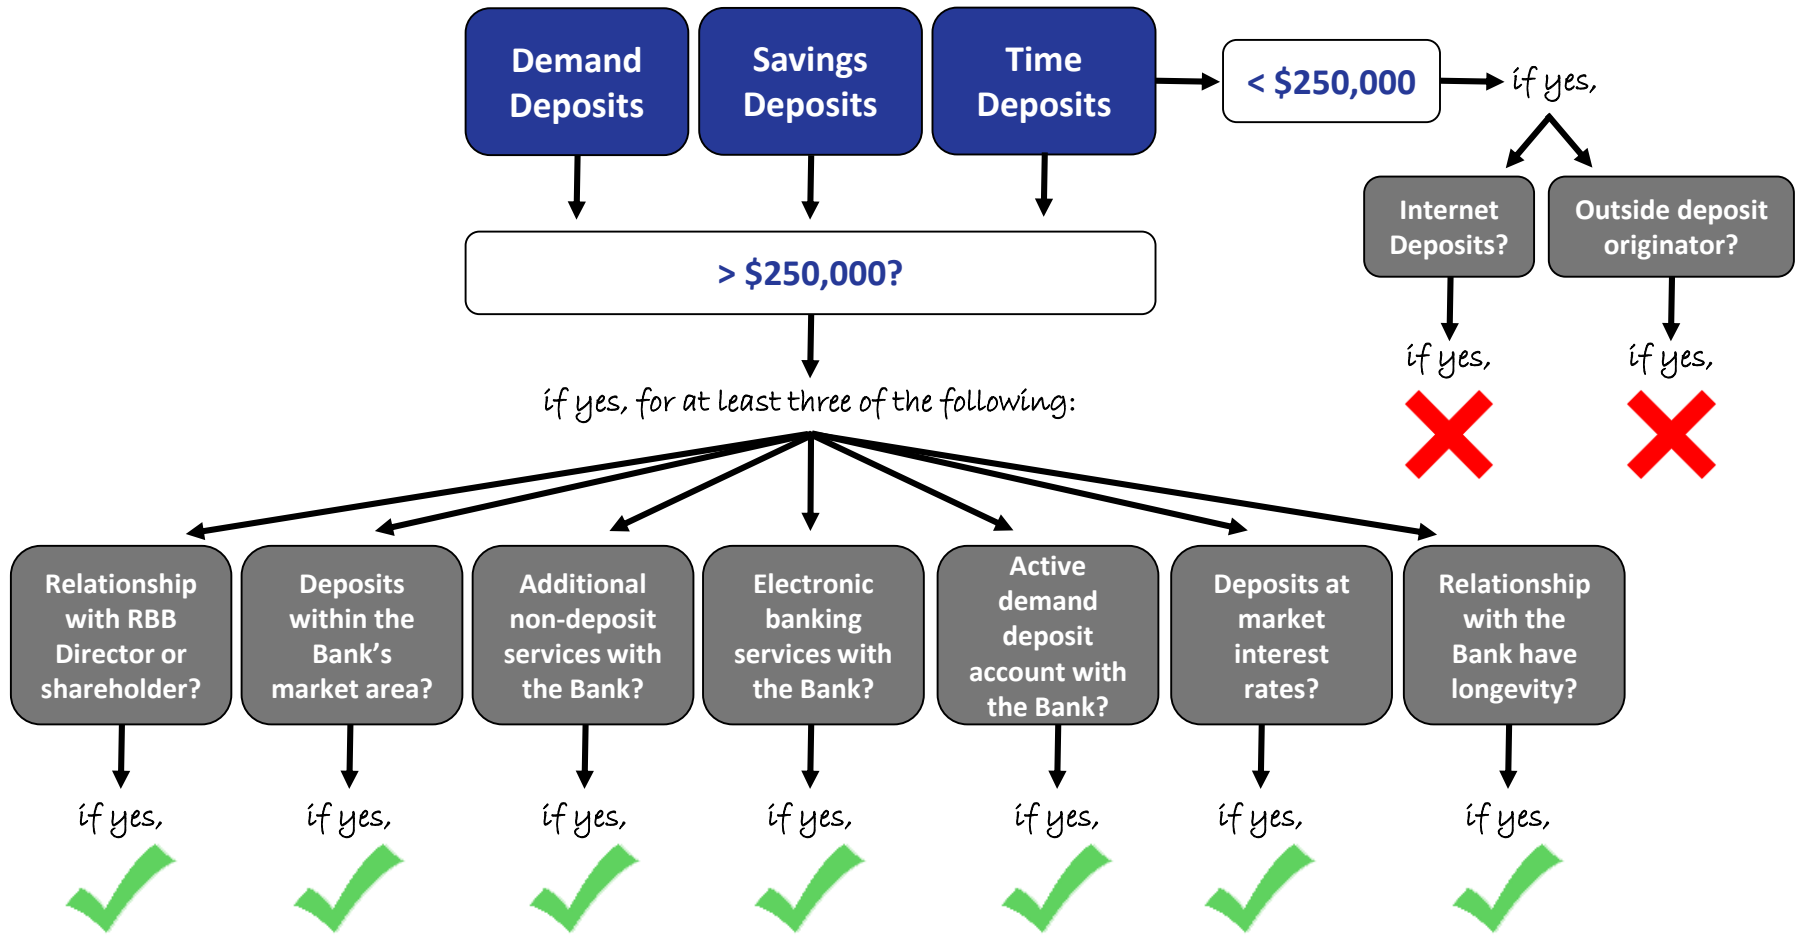 Demand
Deposits
Savings
Deposits
Time
Deposits
< $250,000
if yes,
Internet
Deposits?
Outside deposit
originator?
> $250,000?
if yes,
if yes,
if yes, for at least three of the following:
Relationship
with RBB
Director or
shareholder?
Deposits
within the
Bank’s
market area?
Additional
non-deposit
services with
the Bank?
Electronic
banking
services with
the Bank?
Active
demand
deposit
account with
the Bank?
Deposits at
market
interest
rates?
Relationship
with the
Bank have
longevity?
if yes,
if yes,
if yes,
if yes,
if yes,
if yes,
if yes,